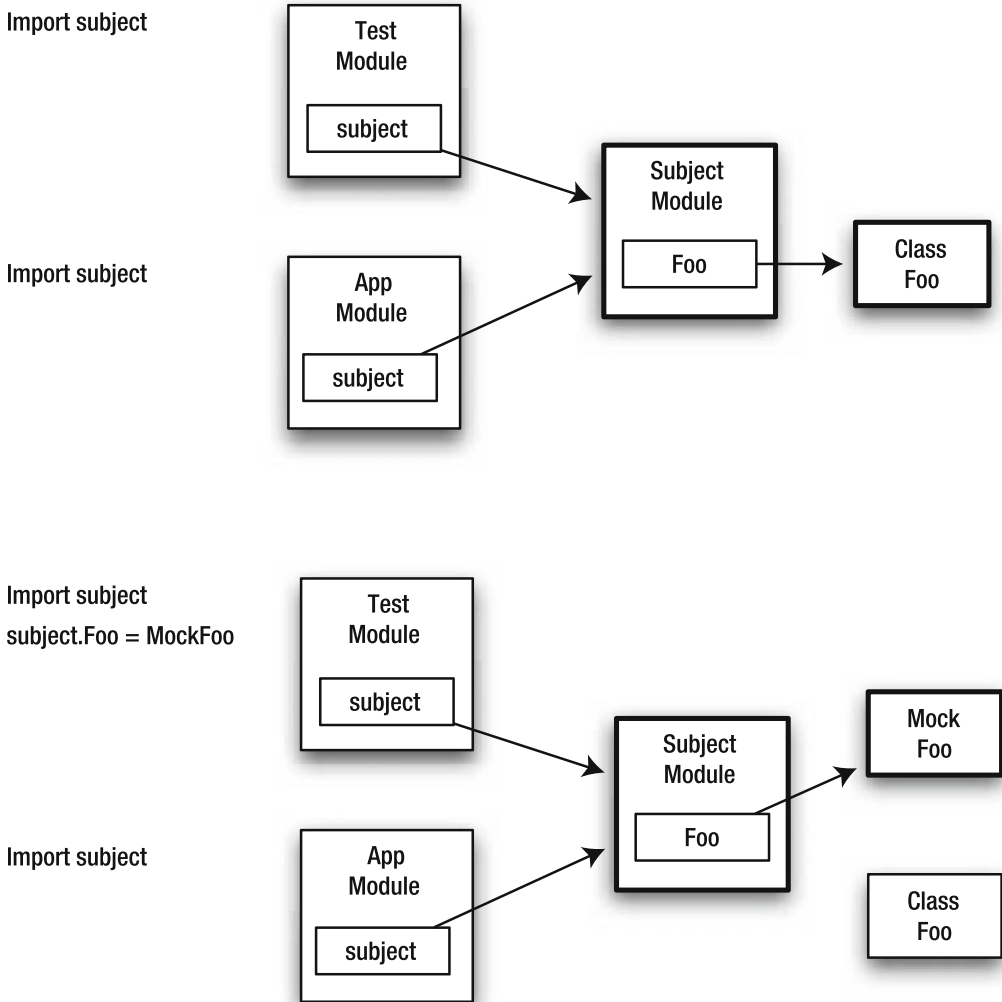 Import subject
Test
Module
subject
Subject
Module
Foo
Class
Foo
Import subject
App
Module
subject
Import subject
subject.Foo = MockFoo
Test
Module
subject
Subject
Module
Foo
Mock
Foo
Import subject
App
Module
subject
Class
Foo